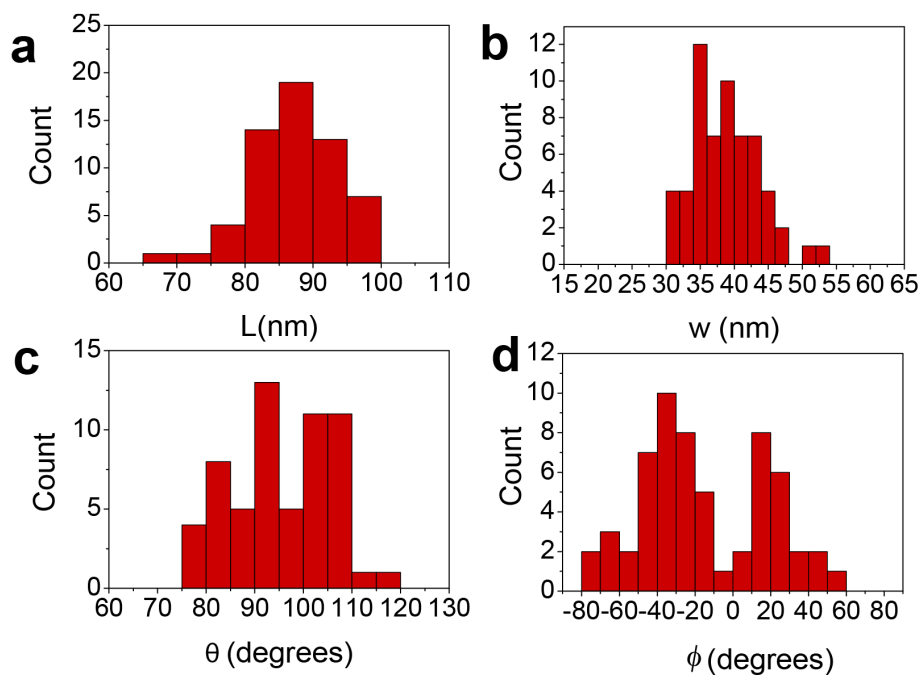 a
25
20
15
10
5
0
Count
60 70 80 90 100 110
L(nm)
b
12
10
8
6
4
2
0
Count
15 20 25 30 35 40 45 50 55 60 65
w (nm)
c
15
10
5
0
Count
60 70 80 90 100 110 120 130
θ (degrees)
d
12
10
8
6
4
2
0
Count
-80 -60 -40 -20 0 20 40 60 80
ϕ (degrees)